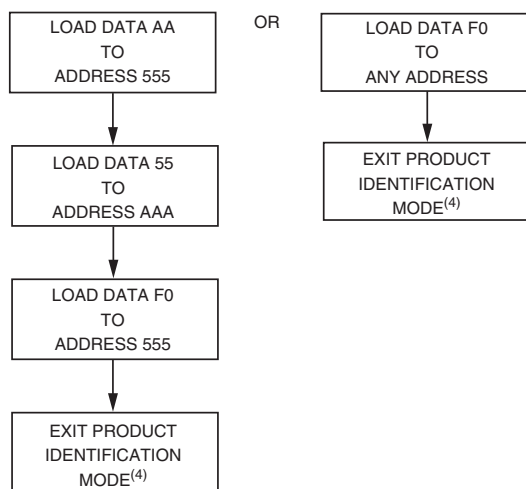 LOAD DATA AA
TO
ADDRESS 555
LOAD DATA 55
TO
ADDRESS AAA
LOAD DATA F0
TO
ADDRESS 555
EXIT PRODUCT
IDENTIFICATION
MODE(4)
OR
LOAD DATA F0
TO
ANY ADDRESS
EXIT PRODUCT
IDENTIFICATION
MODE(4)